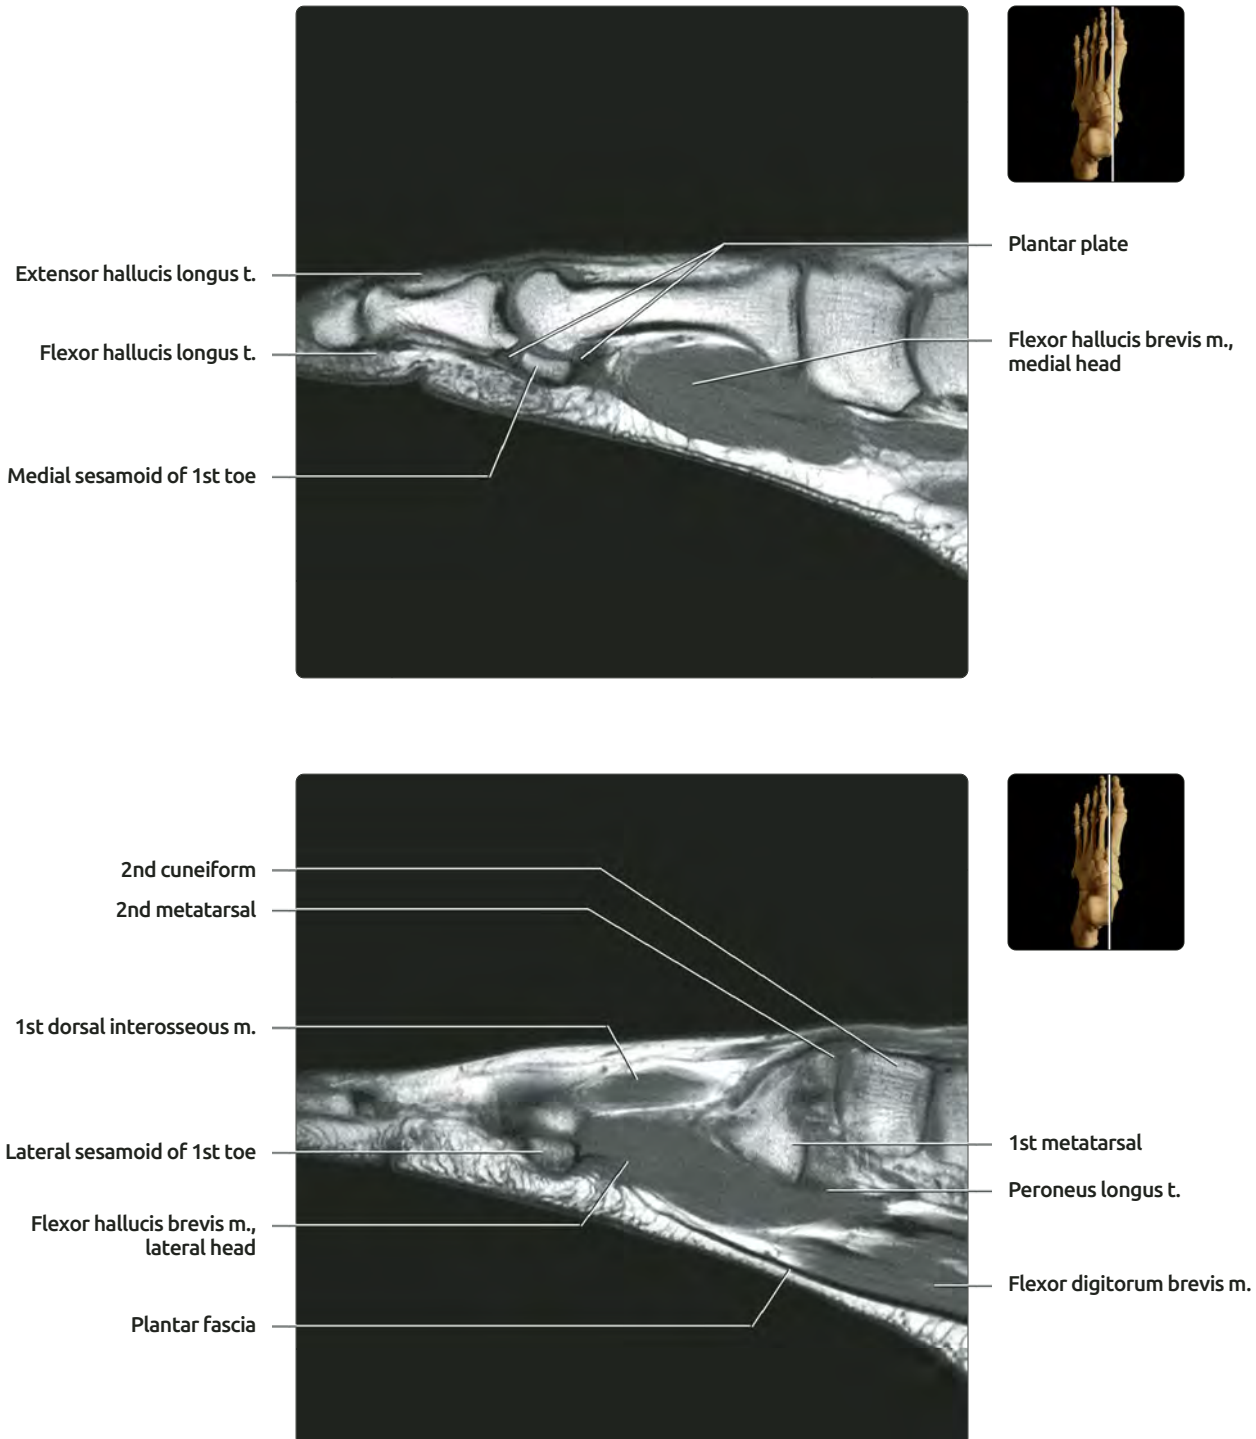 Plantar plate
Extensor hallucis longus t.
Flexor hallucis longus t.
Flexor hallucis brevis m.,
medial head
Medial sesamoid of 1st toe
2nd cuneiform
2nd metatarsal
1st dorsal interosseous m.
Lateral sesamoid of 1st toe
1st metatarsal
Peroneus longus t.
Flexor hallucis brevis m.,
lateral head
Flexor digitorum brevis m.
Plantar fascia